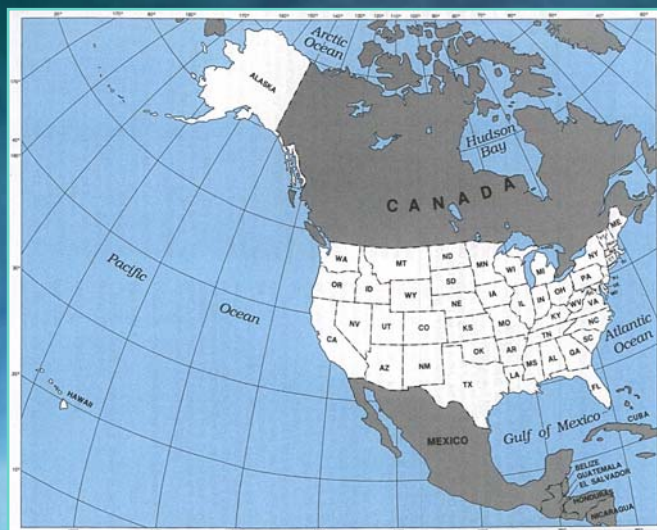 Arctic
Ocean
ALASKA
Hudson
Bay
CANADA
ME
WA
MT
ND
MN
WI
MI
NY
OR
ID
WY
SD
IA
PA
NE
IL
IN
OH
NV
UT
CO
KS
MO
KY
WV
VA
CA
NC
TN
AZ
NM
OK
AR
SC
MS
AL
GA
TX
LA
FL
Pacific
Ocean
Atlantic
Ocean
HAWAII
Gulf of Mexico
CUBA
MEXICO
BELIZE
GUATEMALA
EL SALVADOR
HONDURAS
NICARAGUA